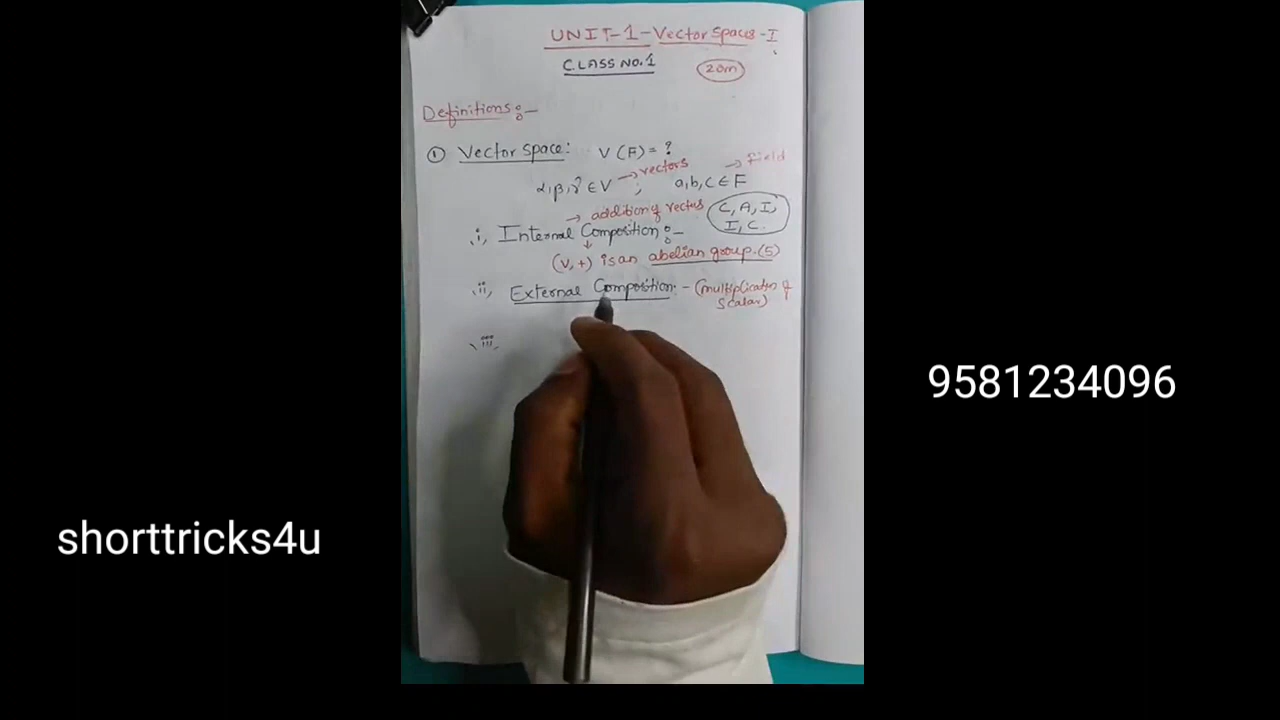 UNIT-1-Vector Spaces-I
CLASS NO.1
20m
Definitions:-
① Vector space: V(F)=?
→ vectors → field
α,β,γ ∈ V ; a,b,c ∈ F
→ addition of vectors
C, A, I,
I, C.
i, Internal Composition:-
↓
(V,+) is an abelian group.(5)
ii, External Composition - (multiplication of
scalar)
iii,
9581234096
shorttricks4u